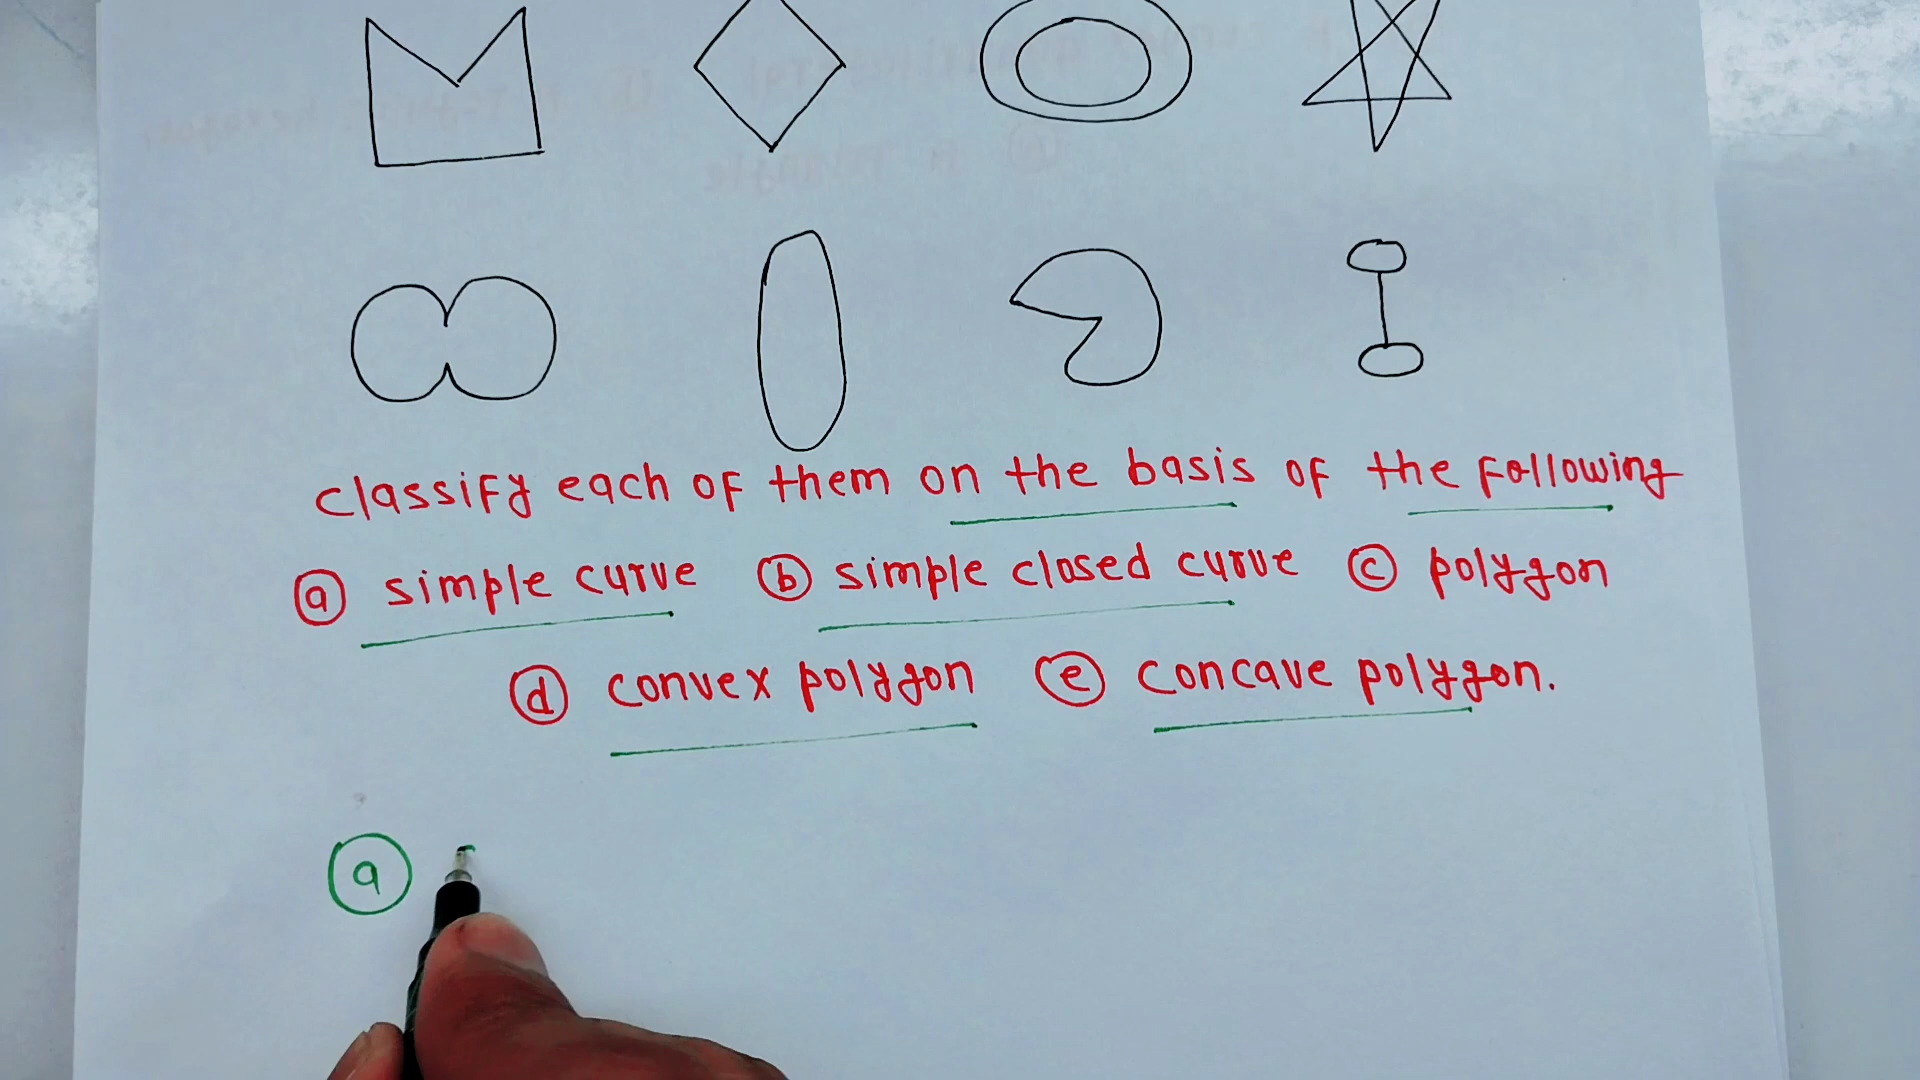 classify each of them on the basis of the following
(a) simple curve (b) simple closed curve (c) polygon
(d) convex polygon (e) concave polygon.
(a)